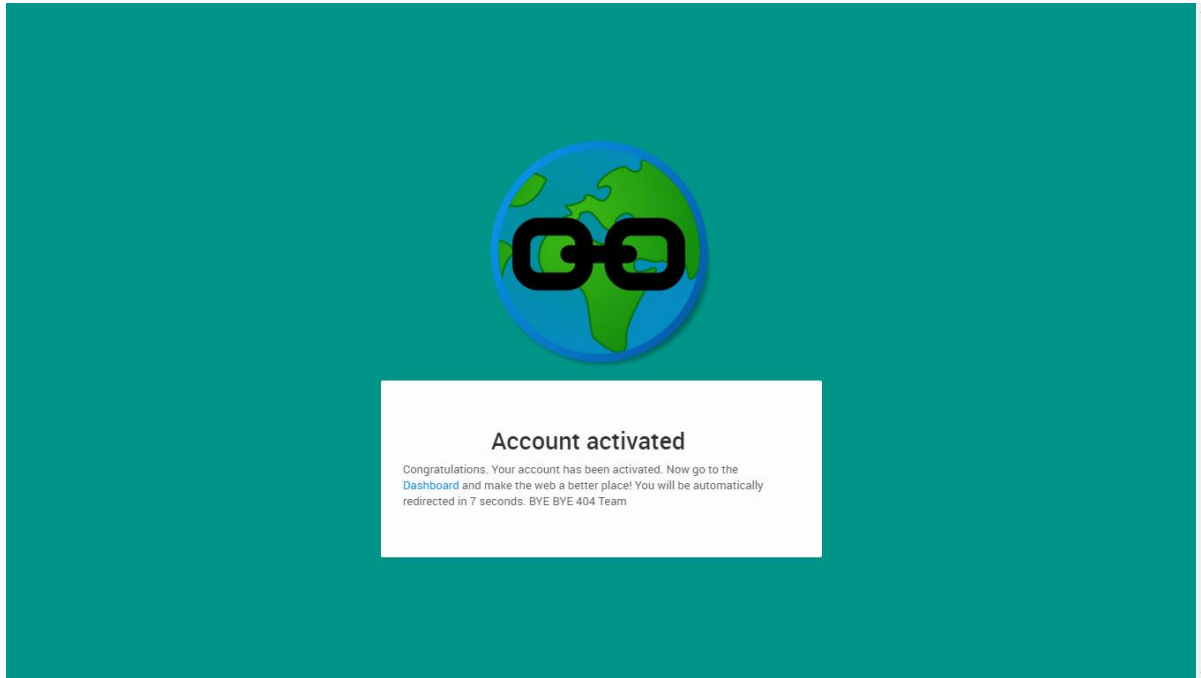 Account activated
Congratulations. Your account has been activated. Now go to the
Dashboard and make the web a better place! You will be automatically
redirected in 7 seconds. BYE BYE 404 Team